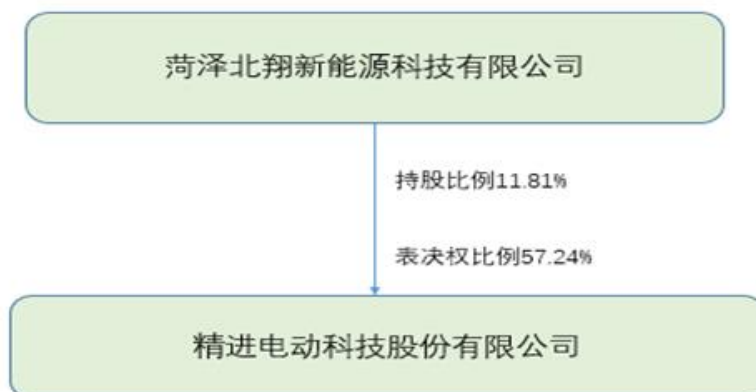 菏泽北翔新能源科技有限公司
持股比例11.81%
表决权比例57.24%
精进电动科技股份有限公司